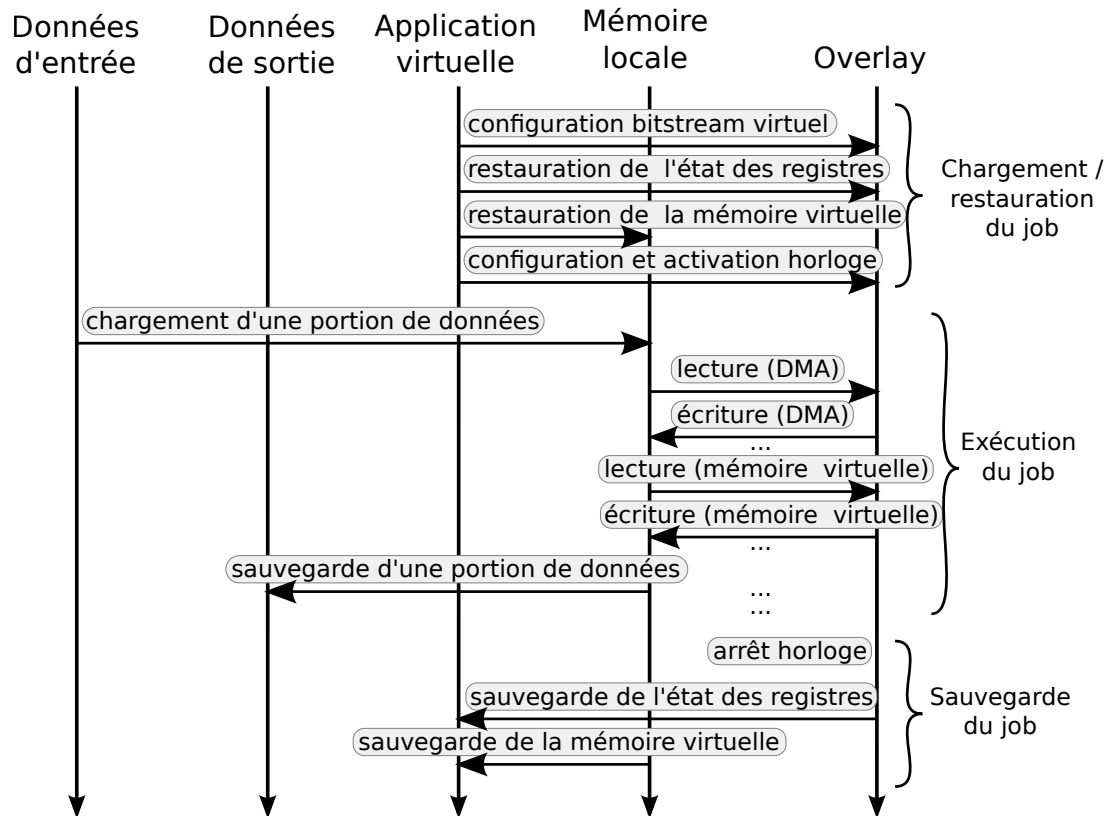 Données
d'entrée
Données
de sortie
Application
virtuelle
Mémoire
locale
Overlay
configuration bitstream virtuel
restauration de l'état des registres
restauration de la mémoire virtuelle
configuration et activation horloge
Chargement /
restauration
du job
chargement d'une portion de données
lecture (DMA)
écriture (DMA)
...
lecture (mémoire virtuelle)
écriture (mémoire virtuelle)
...
Exécution
du job
sauvegarde d'une portion de données
...
...
arrêt horloge
sauvegarde de l'état des registres
sauvegarde de la mémoire virtuelle
Sauvegarde
du job